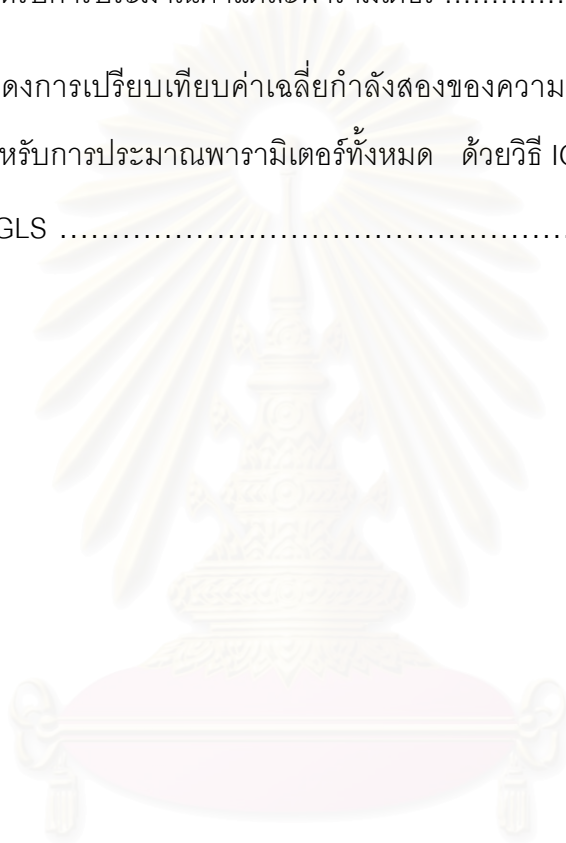 ดงการเปรียบเทียบค่าเฉลี่ยกำลังสองของความ
หรับการประมาณพารามิเตอร์ทั้งหมด ด้วยวิธี IG
GLS ……………………………………………